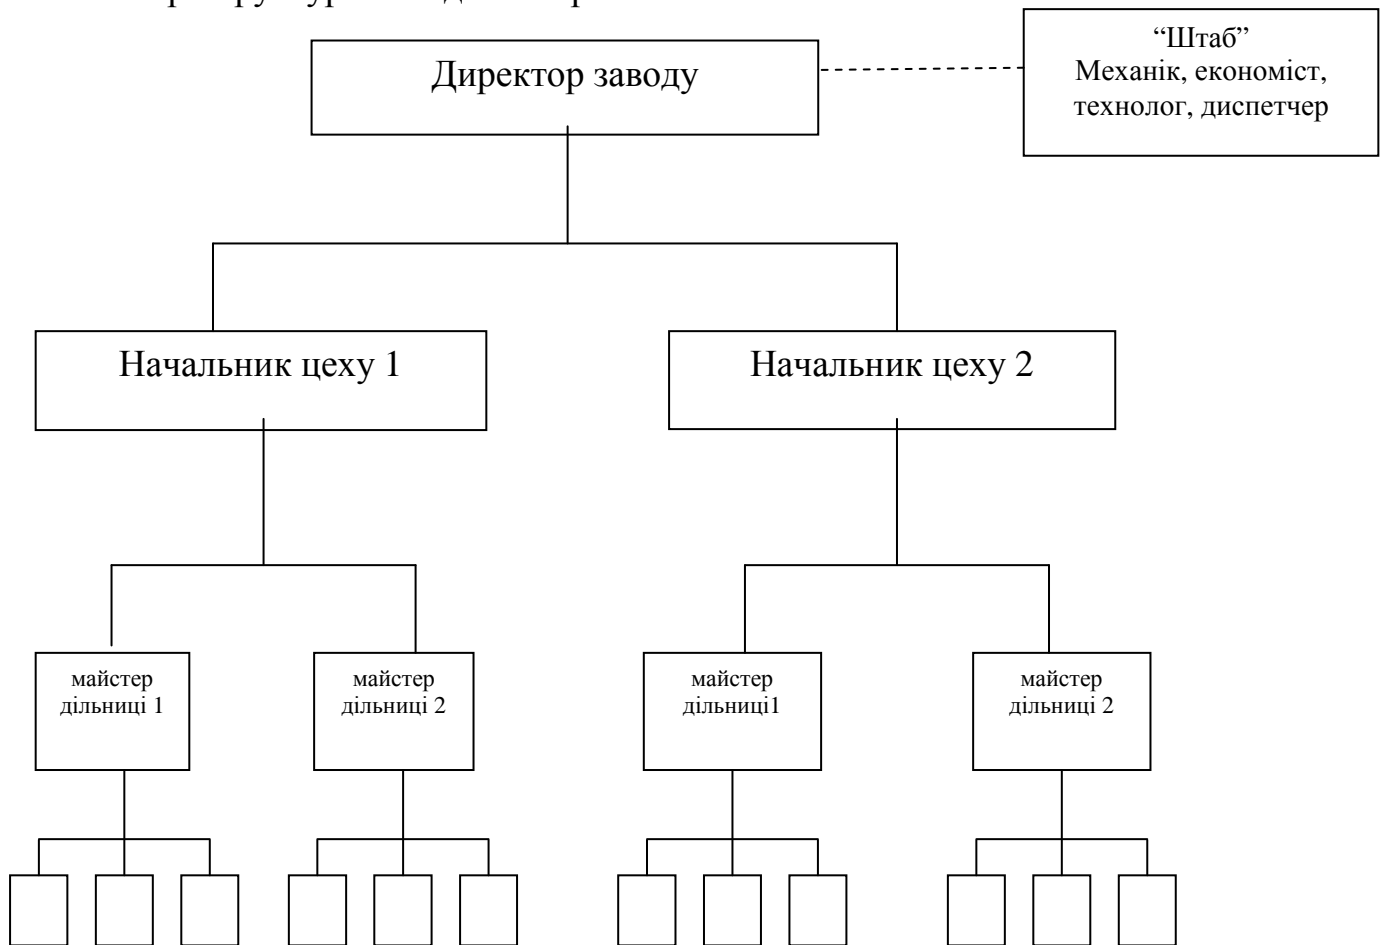 “Штаб”
Директор заводу
Механік, економіст,
технолог, диспетчер
Начальник цеху 1
Начальник цеху 2
майстер
дільниці 1
майстер
дільниці 2
майстер
дільниці1
майстер
дільниці 2